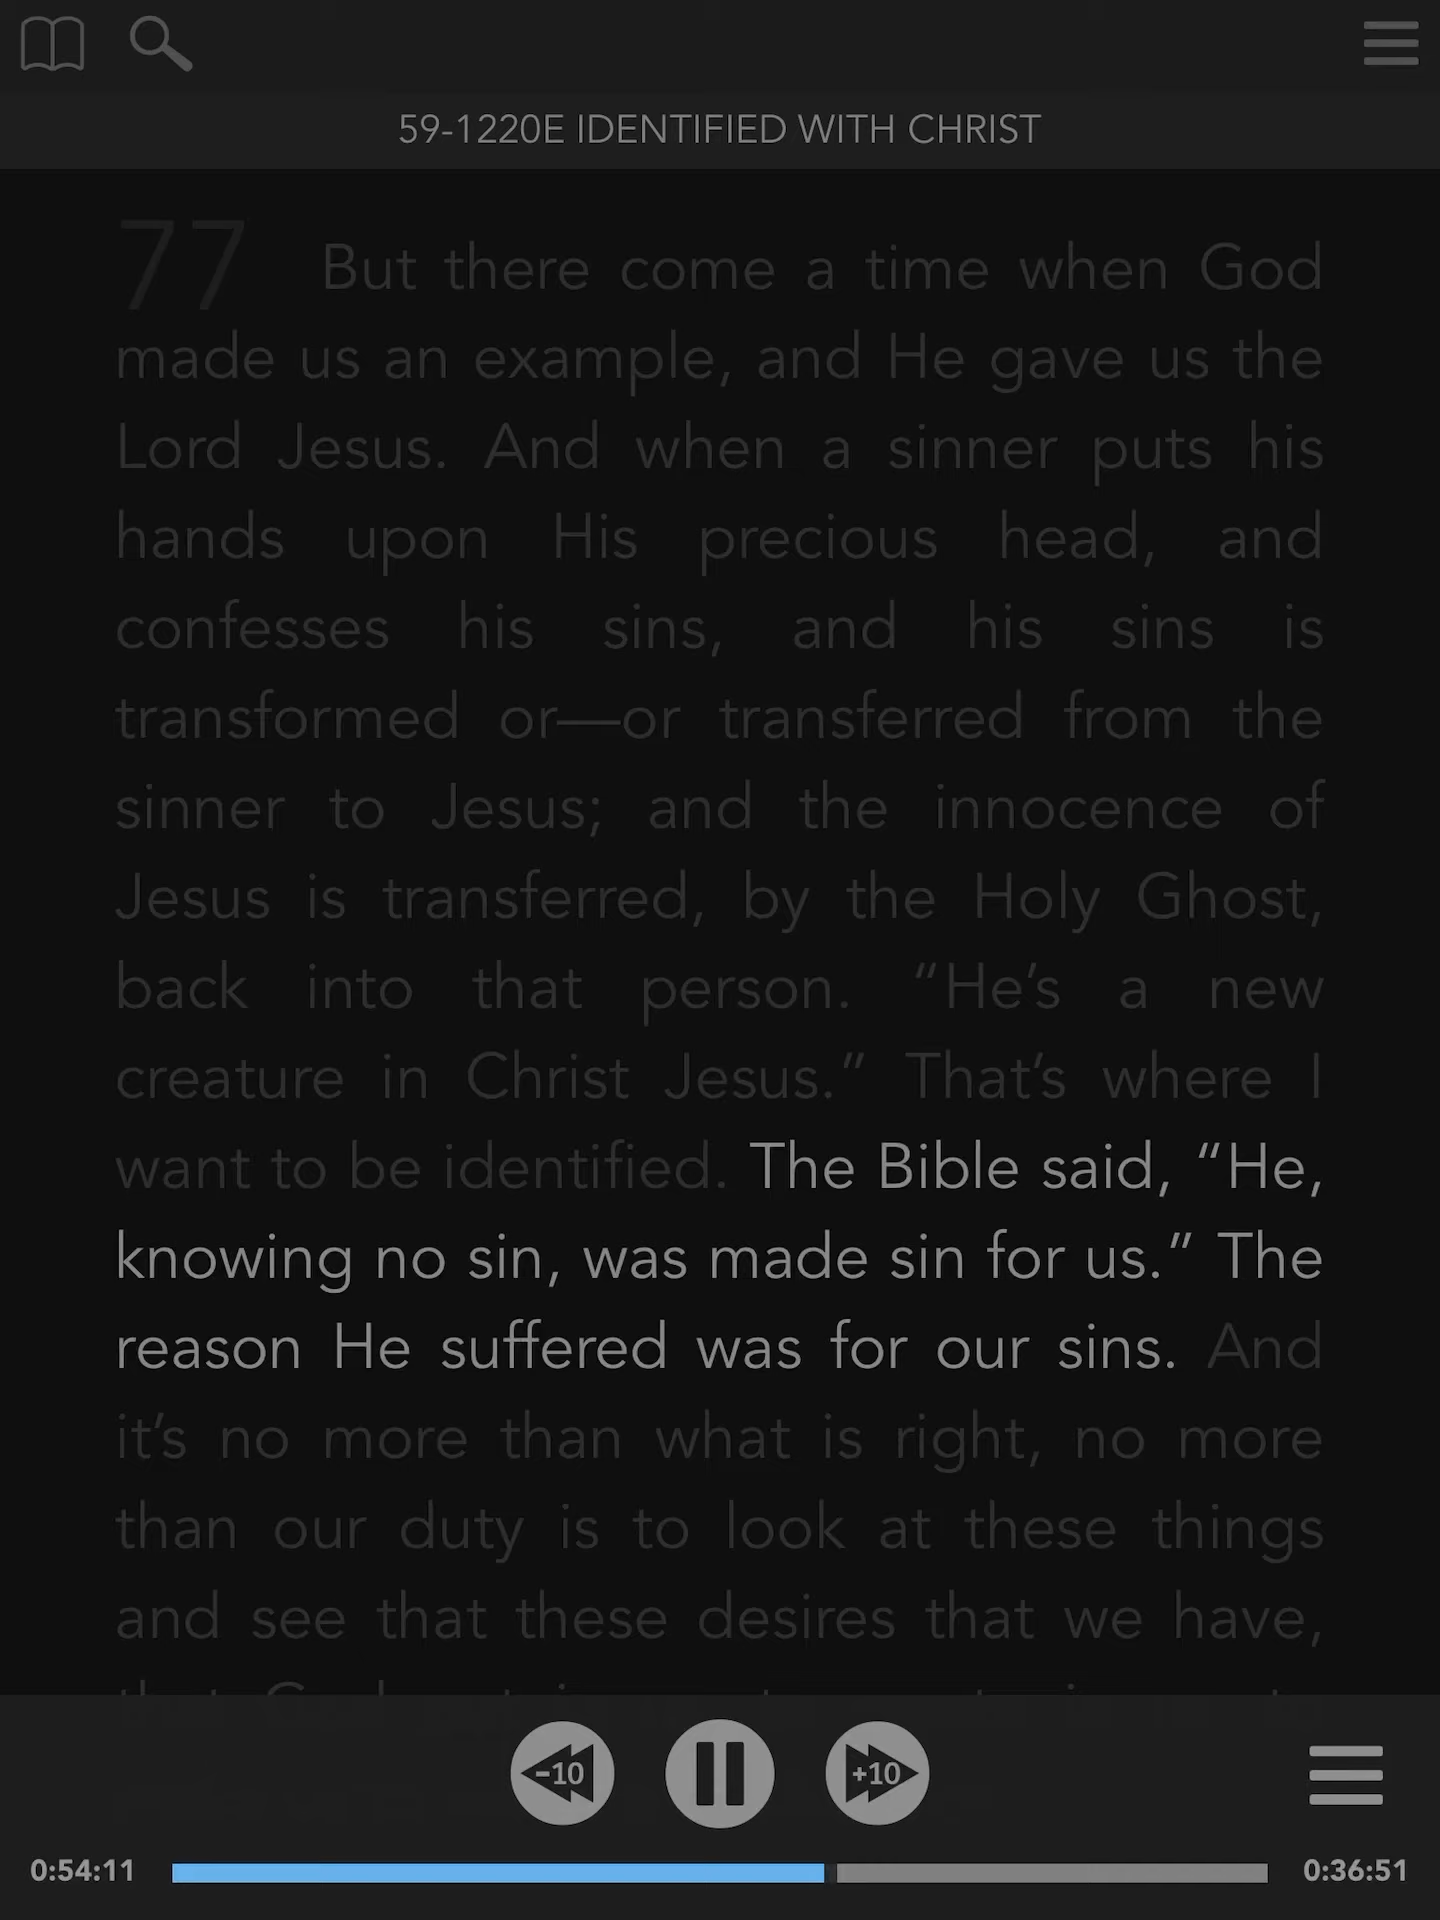 59-1220E IDENTIFIED WITH CHRIST
77 But there come a time when God
made us an example, and He gave us the
Lord Jesus. And when a sinner puts his
hands upon His precious head, and
confesses his sins, and his sins is
transformed or—or transferred from the
sinner to Jesus; and the innocence of
Jesus is transferred, by the Holy Ghost,
back into that person. “He’s a new
creature in Christ Jesus.” That’s where I
want to be identified. The Bible said, “He,
knowing no sin, was made sin for us.” The
reason He suffered was for our sins. And
it’s no more than what is right, no more
than our duty is to look at these things
and see that these desires that we have,
-10 +10
0:54:11 0:36:51